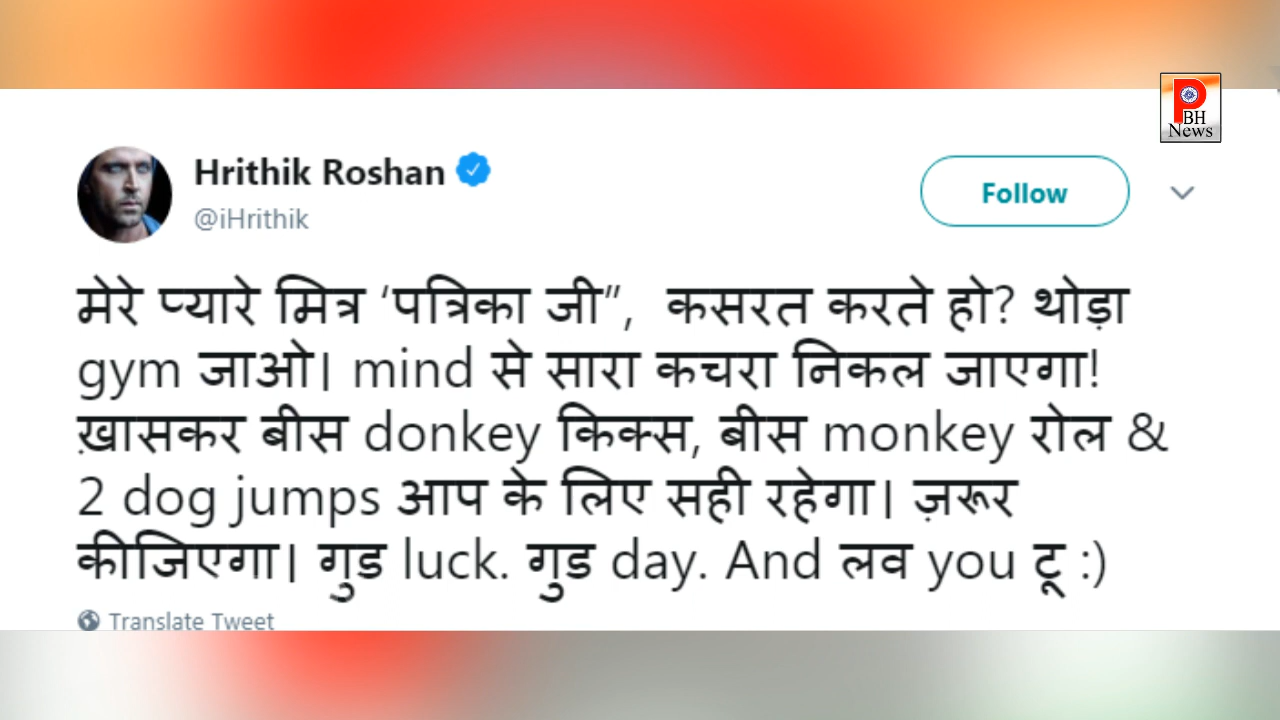 P
BH
News
Hrithik Roshan
@iHrithik
Follow
मेरे प्यारे मित्र ‘पत्रिका जी”, कसरत करते हो? थोड़ा
gym जाओ। mind से सारा कचरा निकल जाएगा!
ख़ासकर बीस donkey किक्स, बीस monkey रोल &
2 dog jumps आप के लिए सही रहेगा। ज़रूर
कीजिएगा। गुड luck. गुड day. And लव you टू :)
Translate Tweet